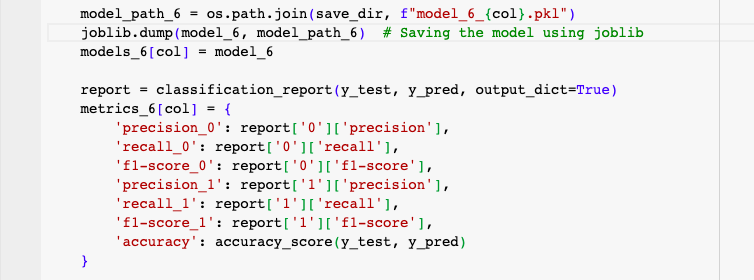 model_path_6 = os.path.join(save_dir, f"model_6_{col}.pkl")
joblib.dump(model_6, model_path_6)  # Saving the model using joblib
models_6[col] = model_6

report = classification_report(y_test, y_pred, output_dict=True)
metrics_6[col] = {
    'precision_0': report['0']['precision'],
    'recall_0': report['0']['recall'],
    'f1-score_0': report['0']['f1-score'],
    'precision_1': report['1']['precision'],
    'recall_1': report['1']['recall'],
    'f1-score_1': report['1']['f1-score'],
    'accuracy': accuracy_score(y_test, y_pred)
}